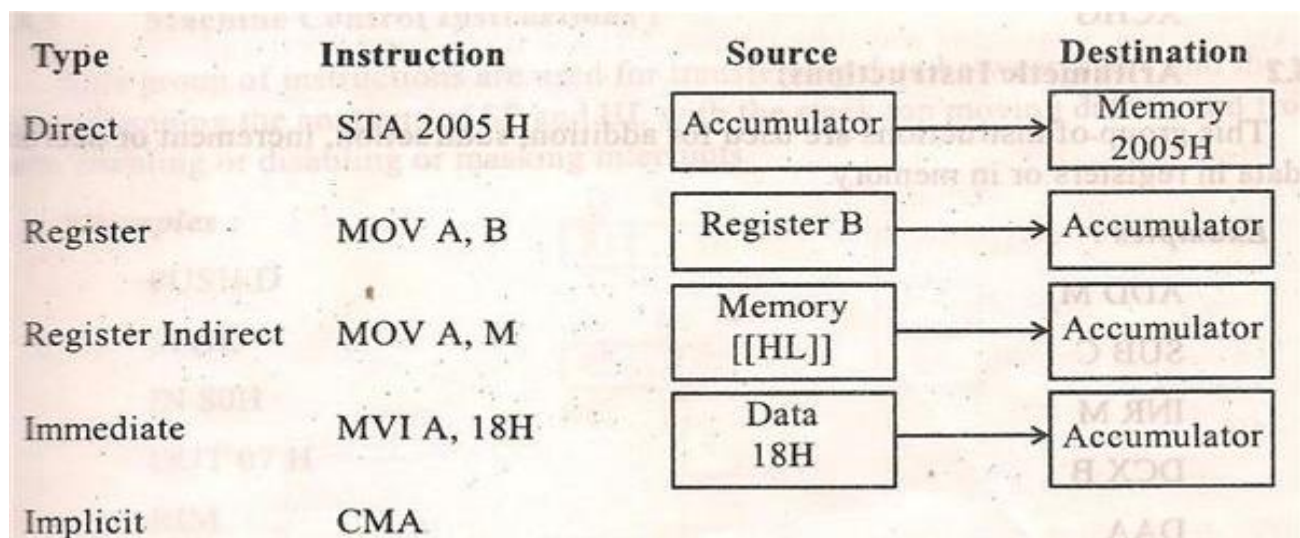 Type Instruction Source Destination
Direct STA 2005 H Accumulator Memory 2005H
Register MOV A, B Register B Accumulator
Register Indirect MOV A, M Memory [[HL]] Accumulator
Immediate MVI A, 18H Data 18H Accumulator
Implicit CMA